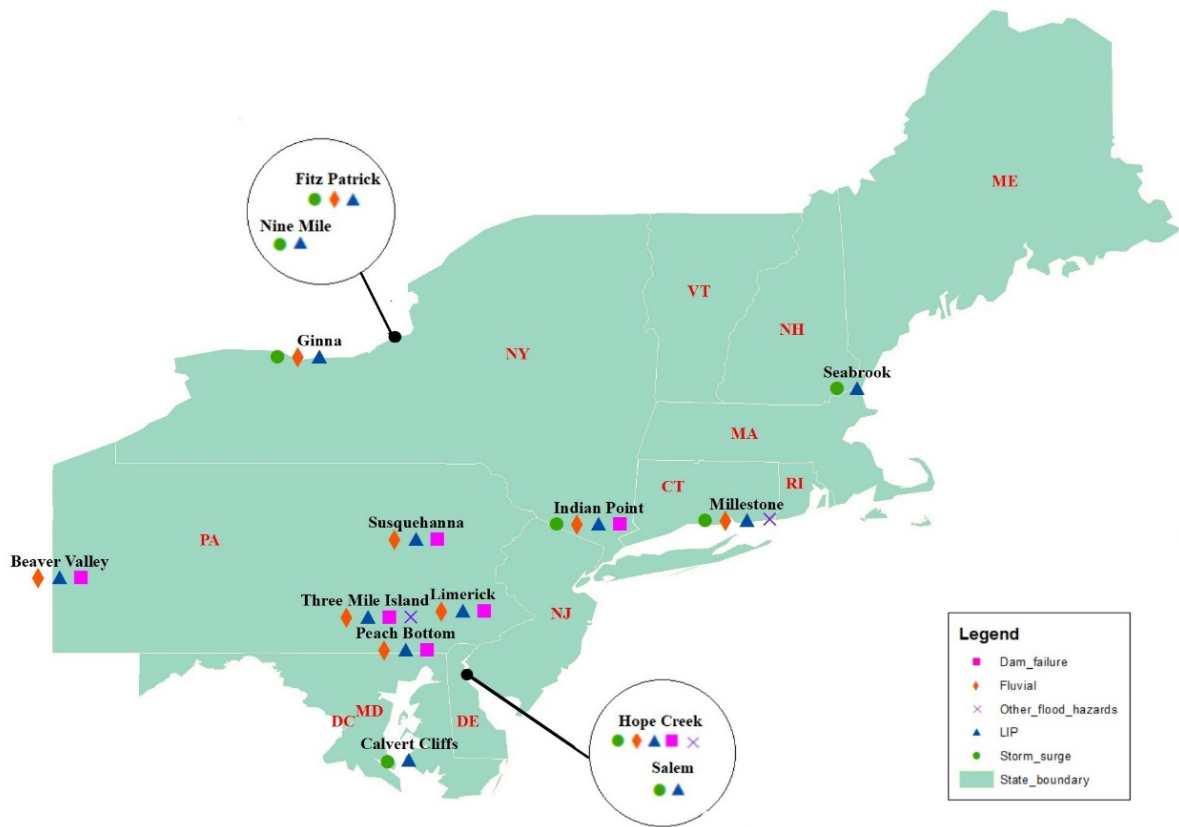 ME
Fitz Patrick
Nine Mile
VT
NH
Ginna
NY
Seabrook
MA
CT
RI
Indian Point
Millestone
Susquehanna
PA
Beaver Valley
Three Mile Island
Limerick
NJ
Peach Bottom
DC
MD
DE
Calvert Cliffs
Hope Creek
Salem
Legend
Dam_failure
Fluvial
Other_flood_hazards
LIP
Storm_surge
State_boundary